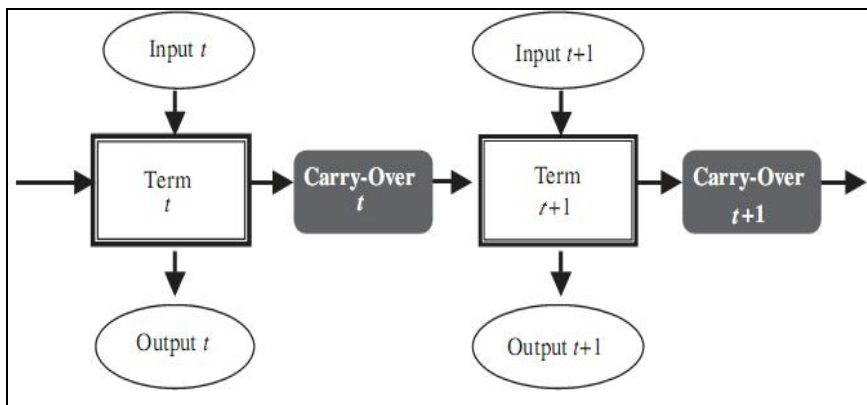 Input t
Input t+1
Term
t
Carry-Over
t
Term
t+1
Carry-Over
t+1
Output t
Output t+1